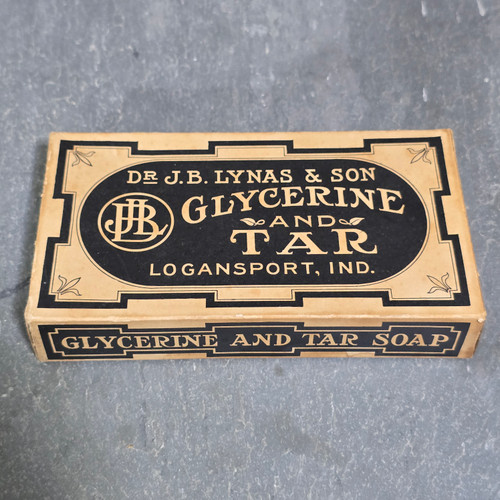 DR J.B. LYNAS & SON
JBL
GLYCERINE
AND
TAR
LOGANSPORT, IND.
GLYCERINE AND TAR SOAP